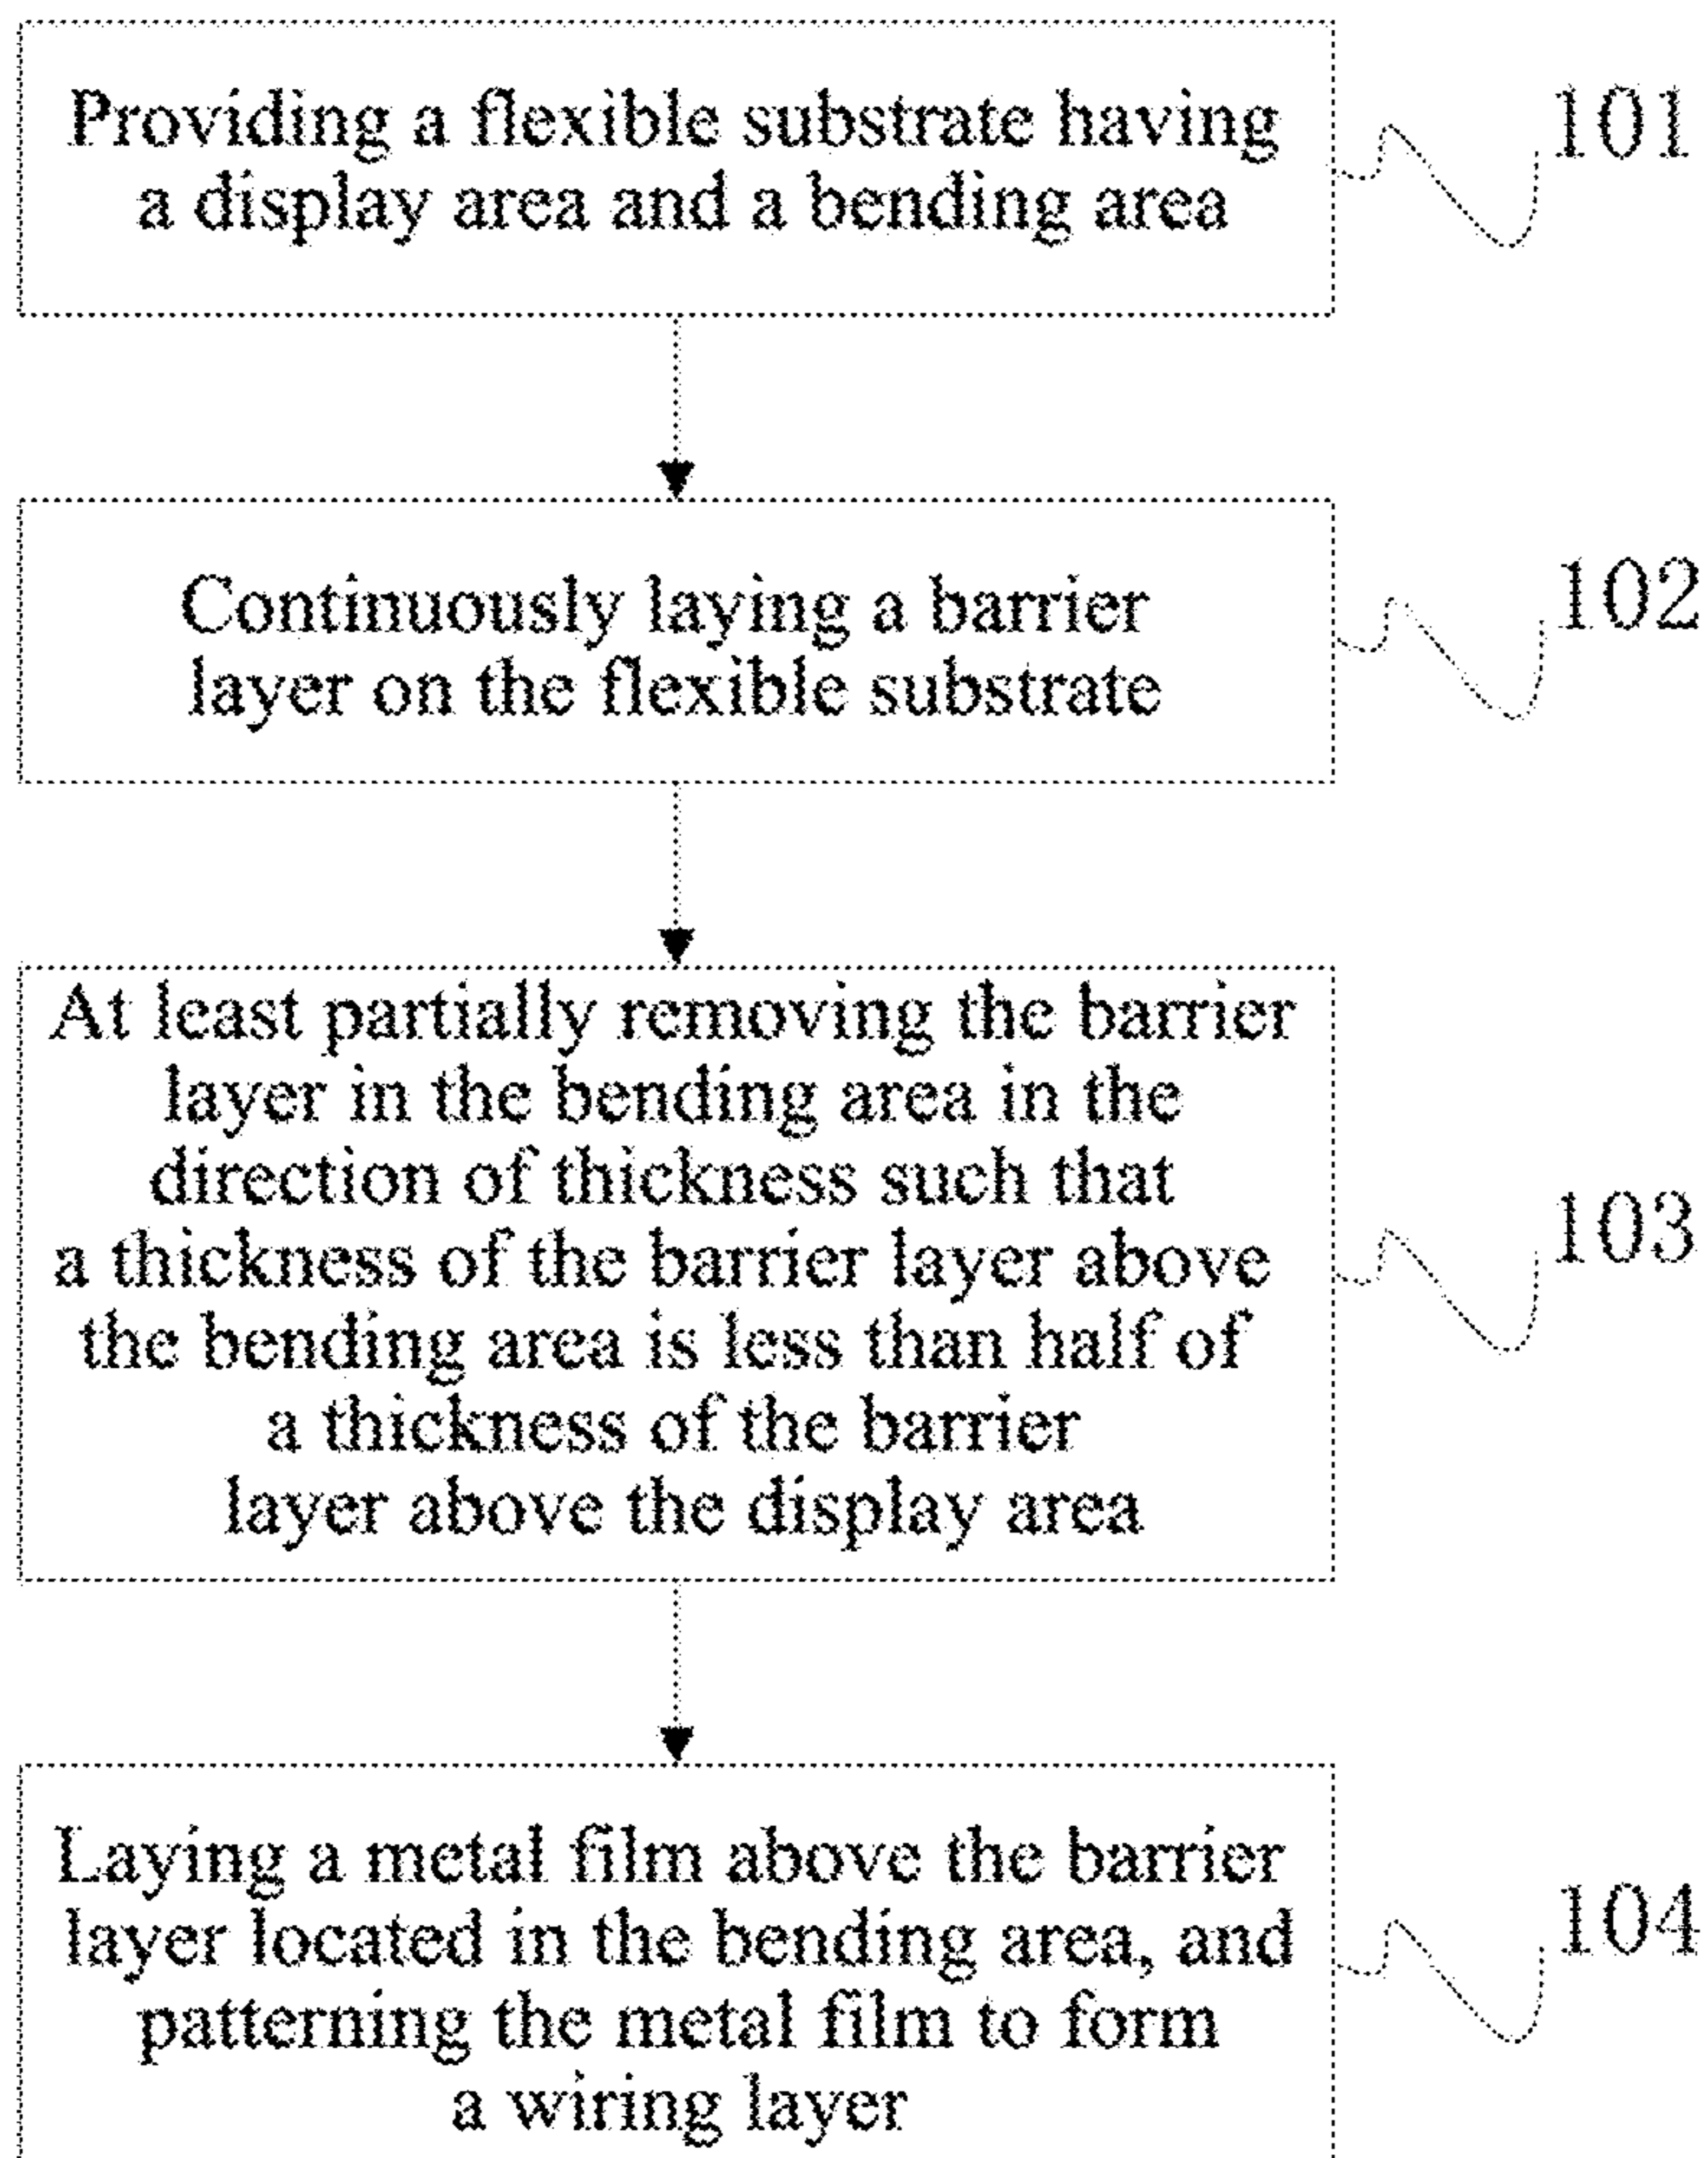 Providing a flexible substrate having
a display area and a bending area
101
Continuously laying a barrier
layer on the flexible substrate
102
At least partially removing the barrier
layer in the bending area in the
direction of thickness such that
a thickness of the barrier layer above
the bending area is less than half of
a thickness of the barrier
layer above the display area
103
Laying a metal film above the barrier
layer located in the bending area, and
patterning the metal film to form
a wiring layer
104